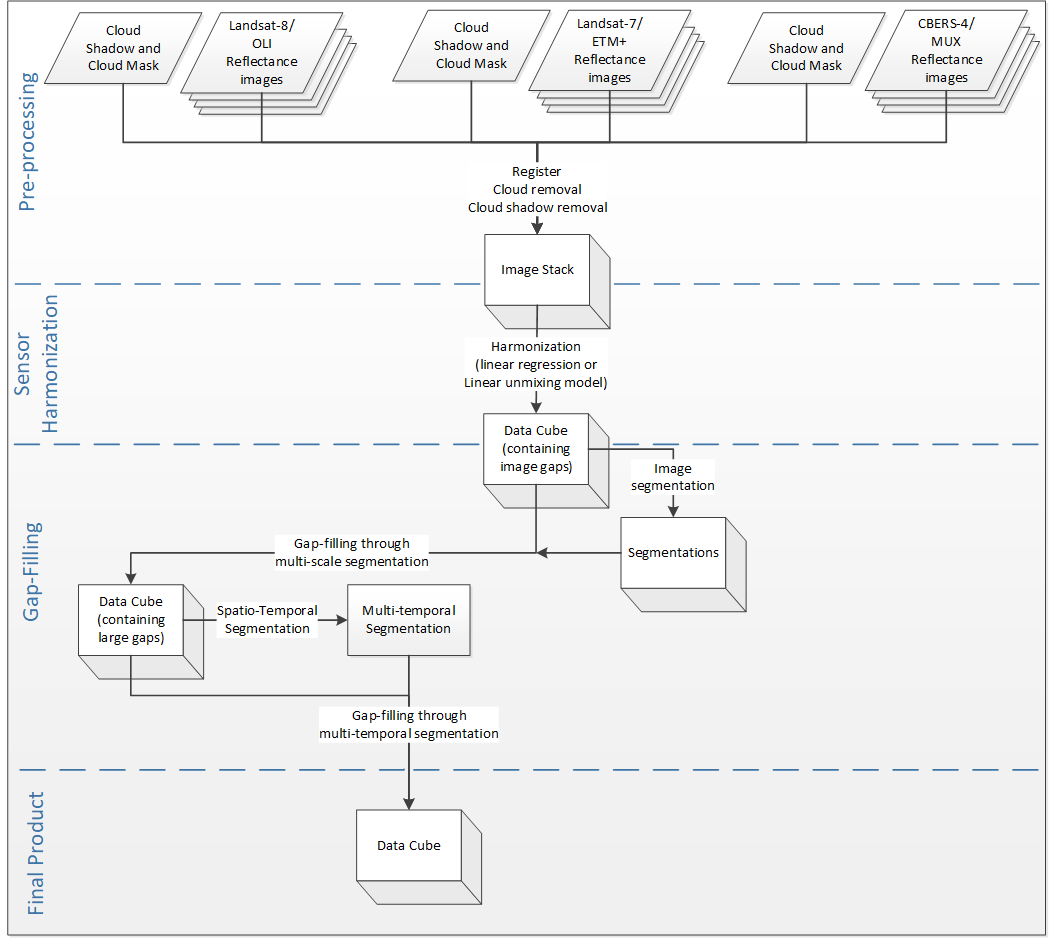 Cloud
Shadow and
Cloud Mask
Landsat-8/
OLI
Reflectance
images
Cloud
Shadow and
Cloud Mask
Landsat-7/
ETM+
Reflectance
images
Cloud
Shadow and
Cloud Mask
CBERS-4/
MUX
Reflectance
images
Pre-processing
Register
Cloud removal
Cloud shadow removal
Image Stack
Sensor
Harmonization
Harmonization
(linear regression or
Linear unmixing model)
Data Cube
(containing
image gaps)
Image
segmentation
Gap-Filling
Segmentations
Gap-filling through
multi-scale segmentation
Data Cube
(containing
large gaps)
Spatio-Temporal
Segmentation
Multi-temporal
Segmentation
Gap-filling through
multi-temporal segmentation
Final Product
Data Cube